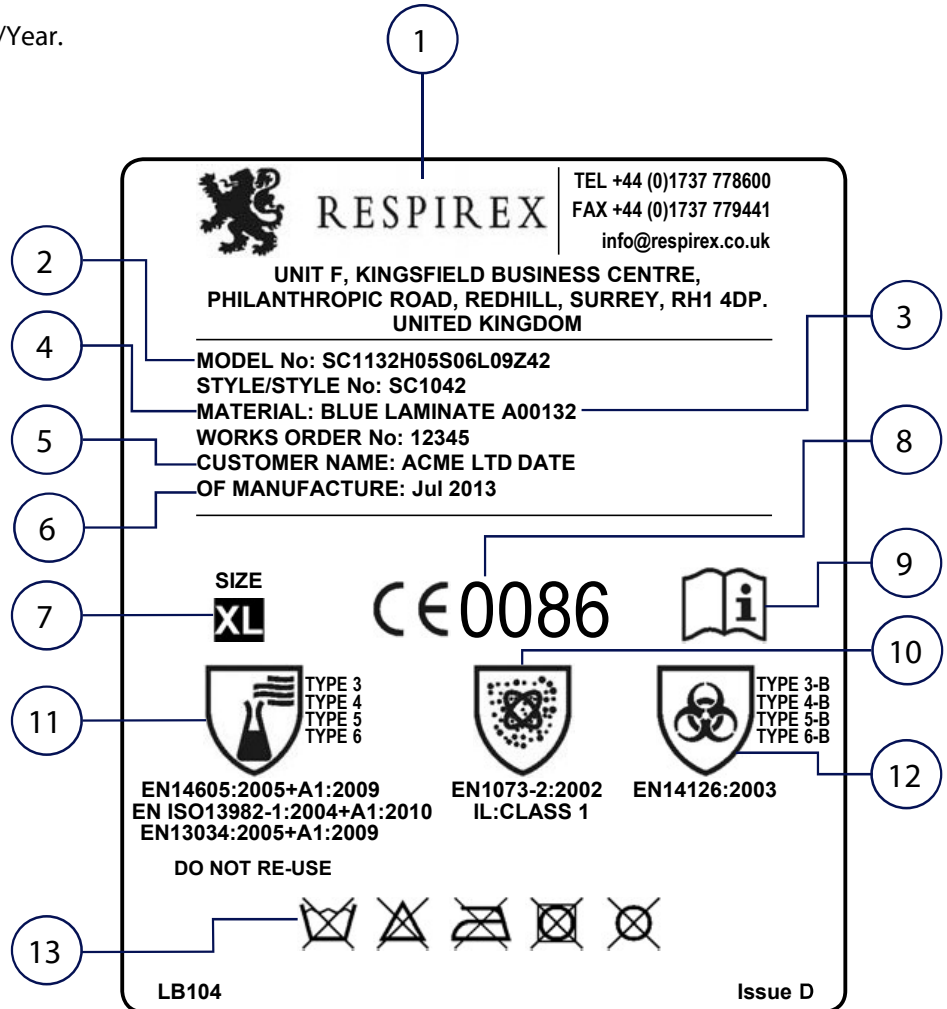 /Year.
1
RESPIREX
TEL +44 (0)1737 778600
FAX +44 (0)1737 779441
info@respirex.co.uk
UNIT F, KINGSFIELD BUSINESS CENTRE,
PHILANTHROPIC ROAD, REDHILL, SURREY, RH1 4DP.
UNITED KINGDOM
2
3
4
5
6
MODEL No: SC1132H05S06L09Z42
STYLE/STYLE No: SC1042
MATERIAL: BLUE LAMINATE A00132
WORKS ORDER No: 12345
CUSTOMER NAME: ACME LTD DATE
OF MANUFACTURE: Jul 2013
8
9
7
SIZE
XL
CE 0086
i
10
11
TYPE 3
TYPE 4
TYPE 5
TYPE 6
TYPE 3-B
TYPE 4-B
TYPE 5-B
TYPE 6-B
12
EN14605:2005+A1:2009
EN ISO13982-1:2004+A1:2010
EN13034:2005+A1:2009
EN1073-2:2002
IL:CLASS 1
EN14126:2003
DO NOT RE-USE
13
LB104
Issue D